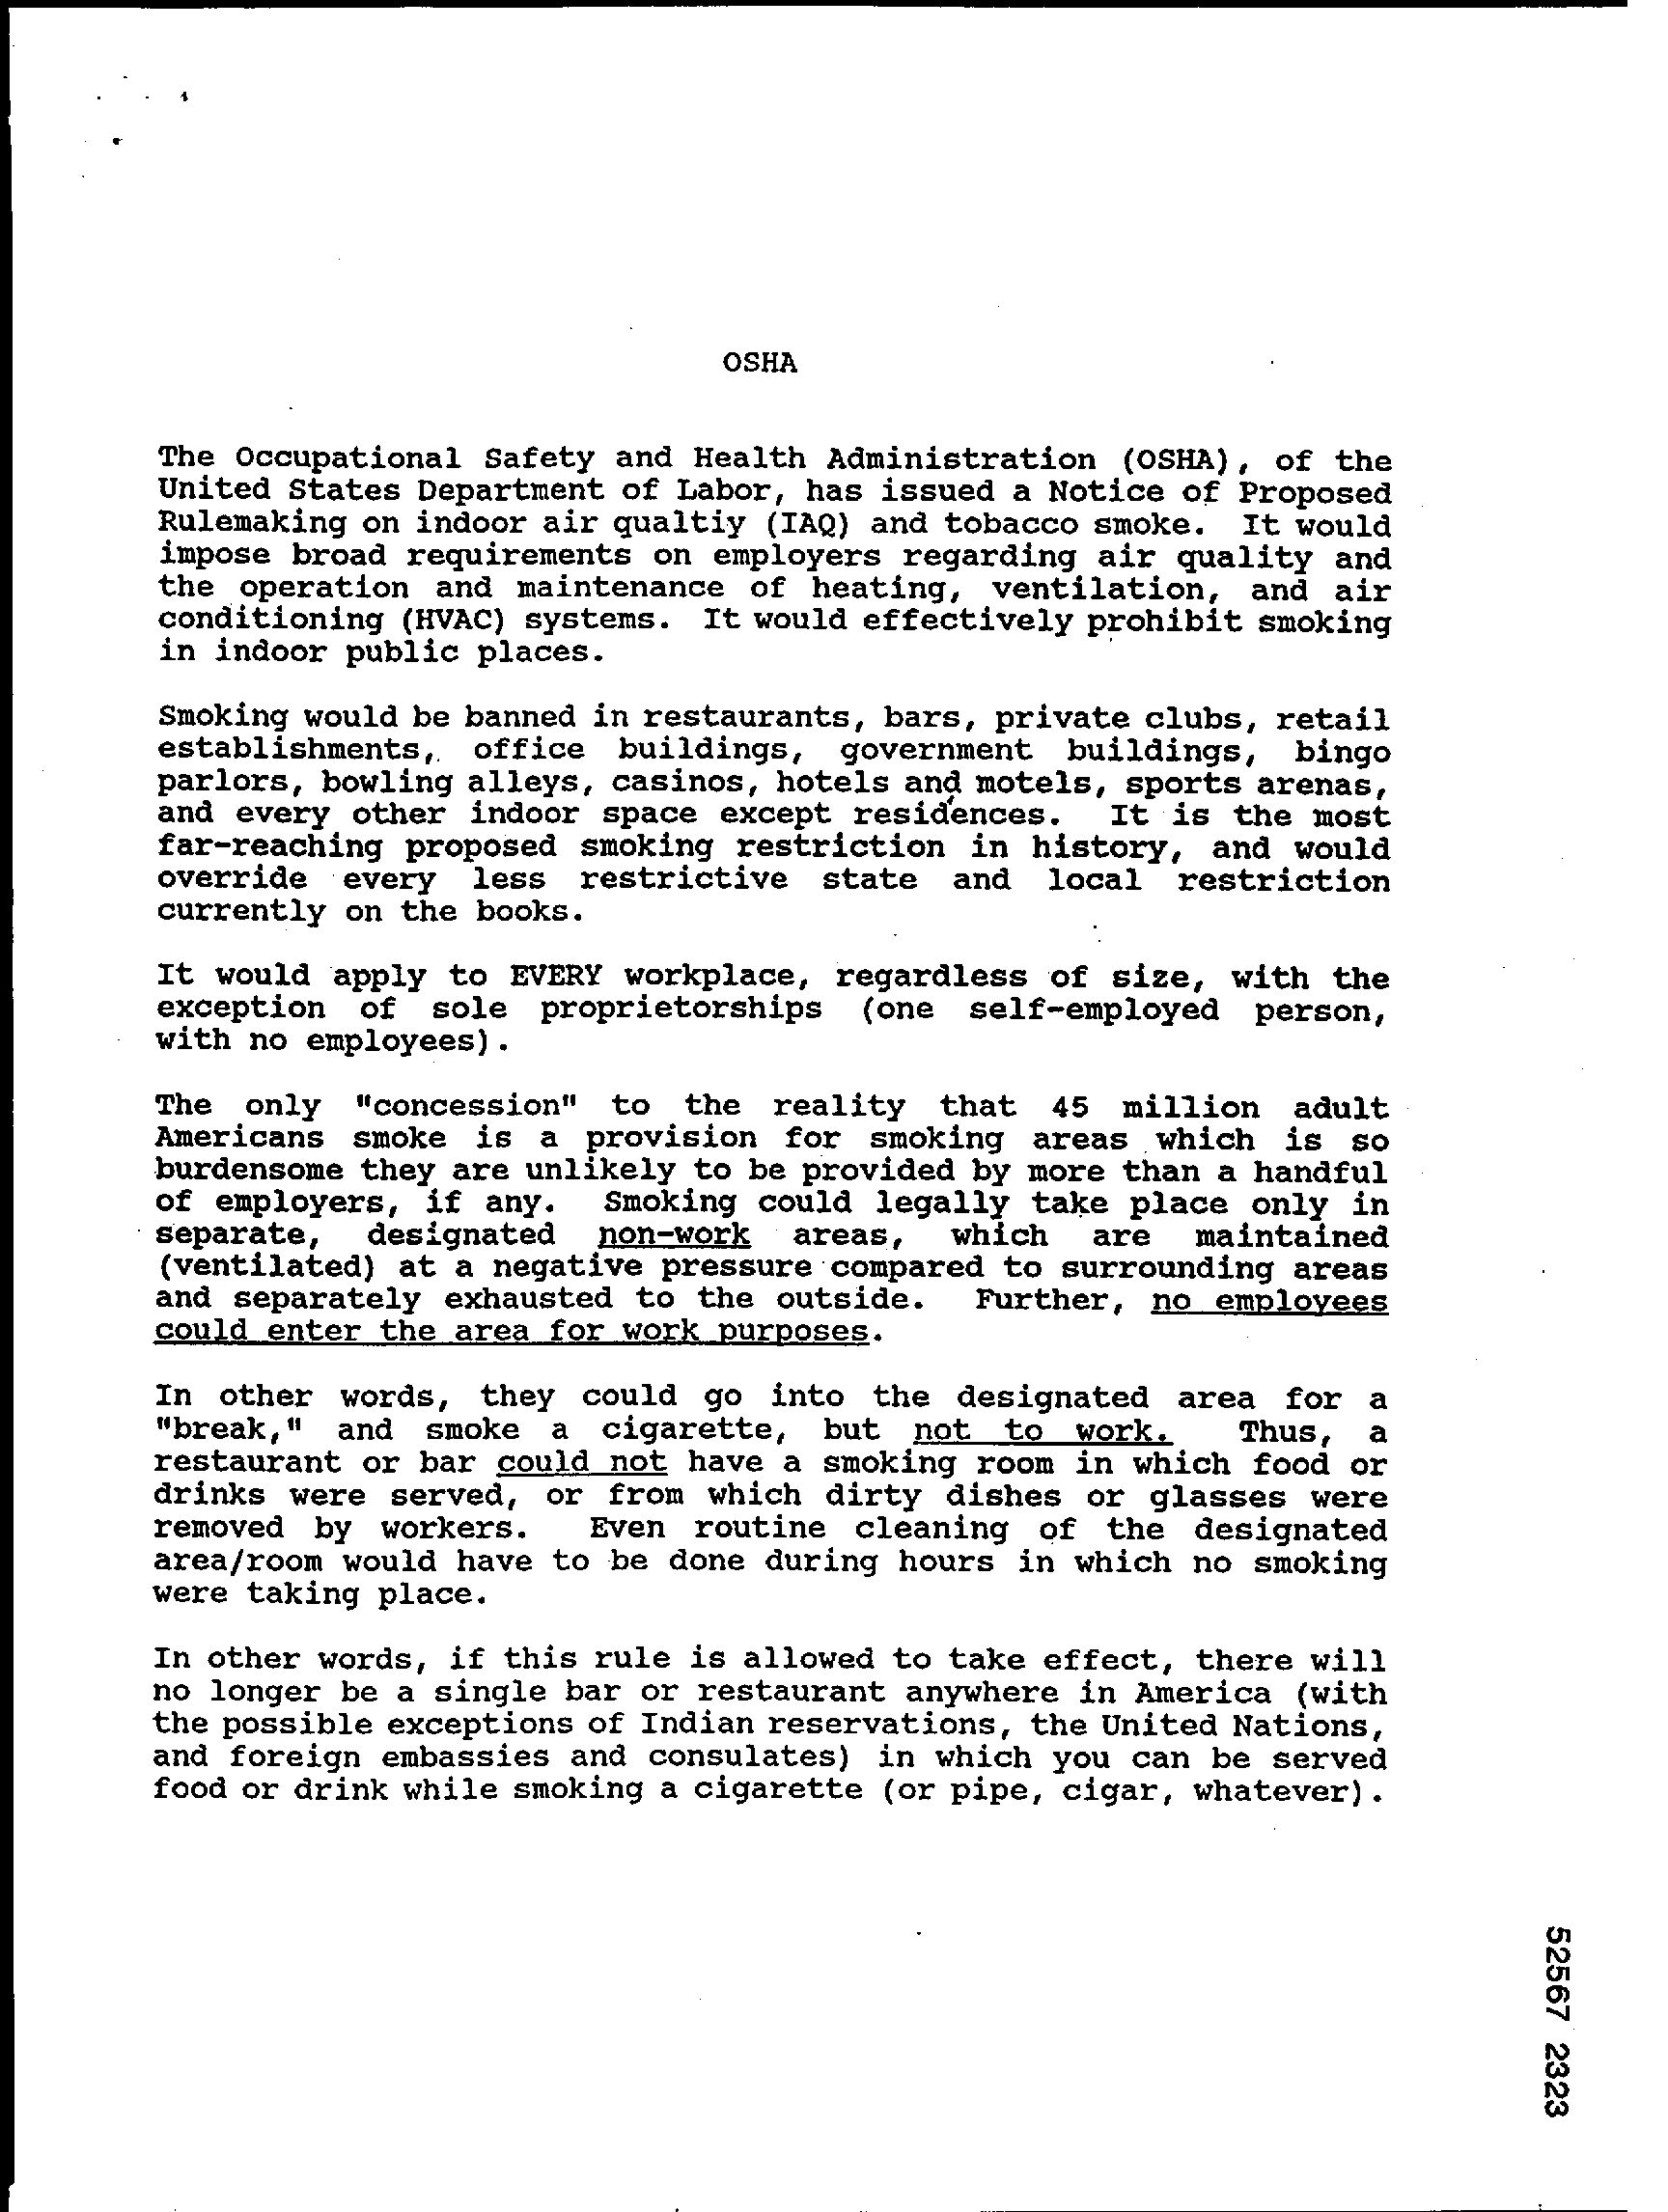 OSHA
The Occupational Safety and Health Administration (OSHA), of the
United States Department of Labor, has issued a Notice of Proposed
Rulemaking on indoor air qualtiy (IAQ) and tobacco smoke. It would
impose broad requirements on employers regarding air quality and
the operation and maintenance of heating, ventilation, and air
conditioning (HVAC) systems. It would effectively prohibit smoking
in indoor public places.
Smoking would be banned in restaurants, bars, private clubs, retail
establishments, office buildings, government buildings, bingo
parlors, bowling alleys, casinos, hotels and motels, sports arenas,
and every other indoor space except residences. It is the most
far-reaching proposed smoking restriction in history, and would
override every less restrictive state and local restriction
currently on the books.
It would apply to EVERY workplace, regardless of size, with the
exception of sole proprietorships (one self-employed person,
with no employees).
The only "concession" to the reality that 45 million adult
Americans smoke is a provision for smoking areas which is so
burdensome they are unlikely to be provided by more than a handful
of employers, if any. Smoking could legally take place only in
separate, designated non-work areas, which are maintained
(ventilated) at a negative pressure compared to surrounding areas
and separately exhausted to the outside. Further, no employees
could enter the area for work purposes.
In other words, they could go into the designated area for a
"break," and smoke a cigarette, but not to work. Thus, a
restaurant or bar could not have a smoking room in which food or
drinks were served, or from which dirty dishes or glasses were
removed by workers. Even routine cleaning of the designated
area/room would have to be done during hours in which no smoking
were taking place.
In other words, if this rule is allowed to take effect, there will
no longer be a single bar or restaurant anywhere in America (with
the possible exceptions of Indian reservations, the United Nations,
and foreign embassies and consulates) in which you can be served
food or drink while smoking a cigarette (or pipe, cigar, whatever).
52567 2323